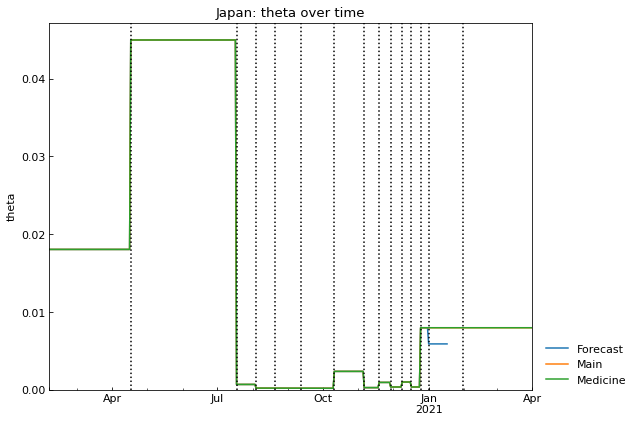 Japan: theta over time
theta
0.04
0.03
0.02
0.01
0.00
Apr
Jul
Oct
Jan
2021
Apr
Forecast
Main
Medicine